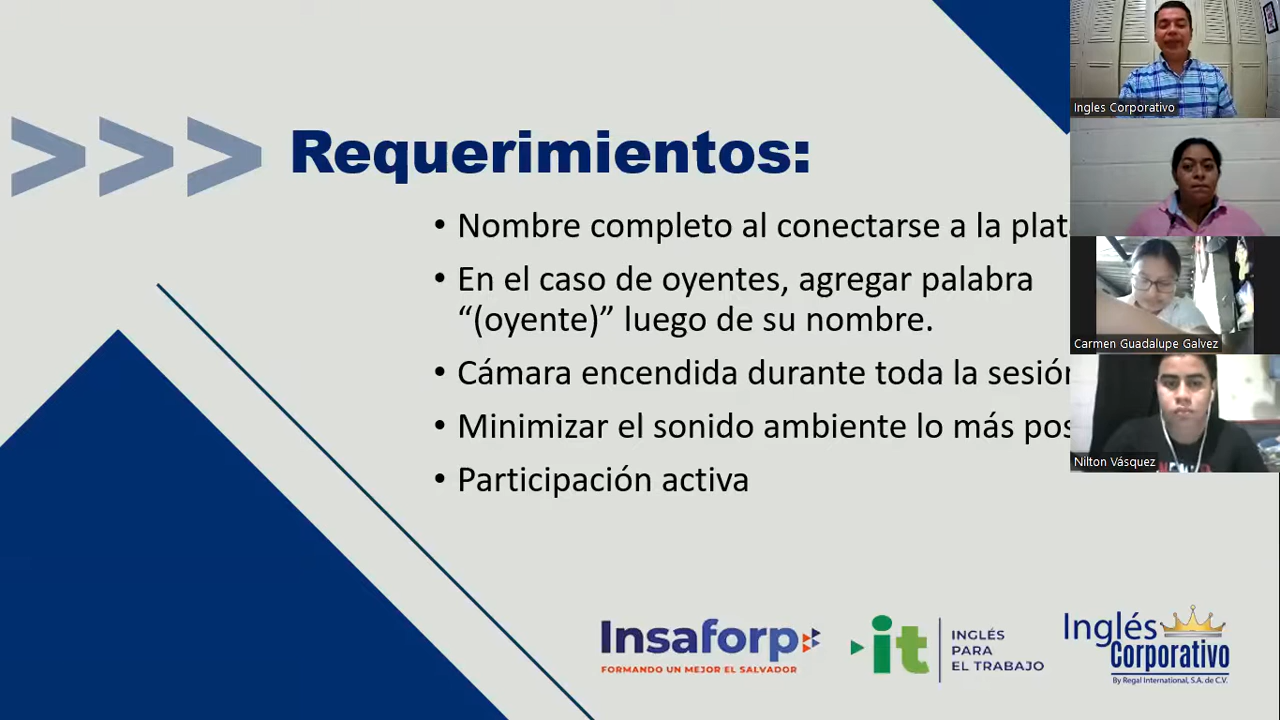 >>> Requerimientos:
• Nombre completo al conectarse a la plat
• En el caso de oyentes, agregar palabra
“(oyente)” luego de su nombre.
• Cámara encendida durante toda la sesión
• Minimizar el sonido ambiente lo más pos
• Participación activa
Insaforp
FORMANDO UN MEJOR EL SALVADOR
it
INGLÉS
PARA
EL TRABAJO
Inglés
Corporativo
By Regal International, S.A. de C.V.
Ingles Corporativo
Carmen Guadalupe Galvez
Nilton Vásquez